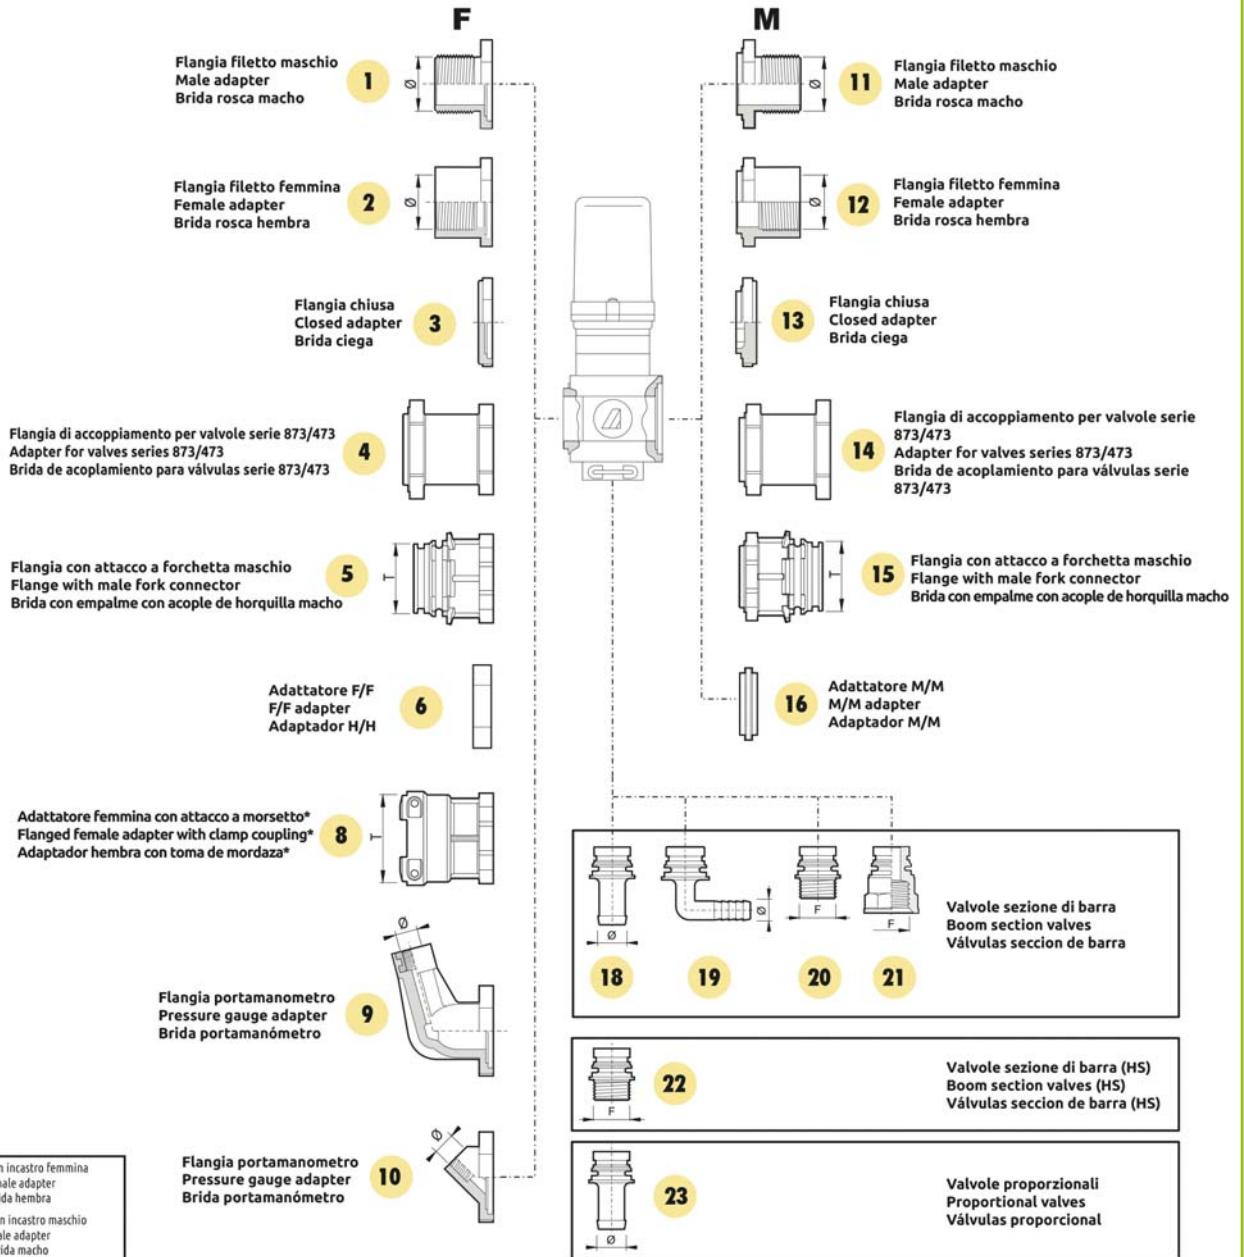 F
M
Flangia filetto maschio
Male adapter
Brida rosca macho
1
Ø
Ø
11
Flangia filetto maschio
Male adapter
Brida rosca macho
Flangia filetto femmina
Female adapter
Brida rosca hembra
2
Ø
Ø
12
Flangia filetto femmina
Female adapter
Brida rosca hembra
Flangia chiusa
Closed adapter
Brida ciega
3
13
Flangia chiusa
Closed adapter
Brida ciega
Flangia di accoppiamento per valvole serie 873/473
Adapter for valves series 873/473
Brida de acoplamiento para válvulas serie 873/473
4
14
Flangia di accoppiamento per valvole serie
873/473
Adapter for valves series 873/473
Brida de acoplamiento para válvulas serie
873/473
Flangia con attacco a forchetta maschio
Flange with male fork connector
Brida con empalme con acople de horquilla macho
5
T
T
15
Flangia con attacco a forchetta maschio
Flange with male fork connector
Brida con empalme con acople de horquilla macho
Adattatore F/F
F/F adapter
Adaptador H/H
6
16
Adattatore M/M
M/M adapter
Adaptador M/M
Adattatore femmina con attacco a morsetto*
Flanged female adapter with clamp coupling*
Adaptador hembra con toma de mordaza*
8
T
Ø
Ø
F
F
18
19
20
21
Valvole sezione di barra
Boom section valves
Válvulas seccion de barra
Flangia portamanometro
Pressure gauge adapter
Brida portamanómetro
9
Ø
F
22
Valvole sezione di barra (HS)
Boom section valves (HS)
Válvulas seccion de barra (HS)
Flangia portamanometro
Pressure gauge adapter
Brida portamanómetro
10
Ø
Ø
23
Valvole proporzionali
Proportional valves
Válvulas proporcional
incastro femmina
adapter
hembra
incastro maschio
adapter
macho